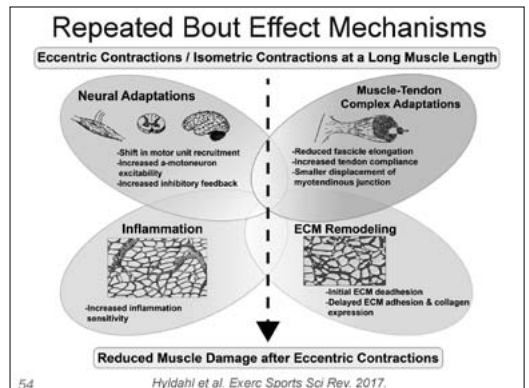 Repeated Bout Effect Mechanisms
Eccentric Contractions / Isometric Contractions at a Long Muscle Length
Neural Adaptations
-Shift in motor unit recruitment
-Increased a-motoneuron
excitability
-Increased inhibitory feedback
Muscle-Tendon
Complex Adaptations
-Reduced fascicle elongation
-Increased tendon compliance
-Smaller displacement of
myotendinous junction
Inflammation
-Increased inflammation
sensitivity
ECM Remodeling
-Initial ECM deadhesion
-Delayed ECM adhesion & collagen
expression
Reduced Muscle Damage after Eccentric Contractions
54
Hyldahl et al. Exerc Sports Sci Rev. 2017.